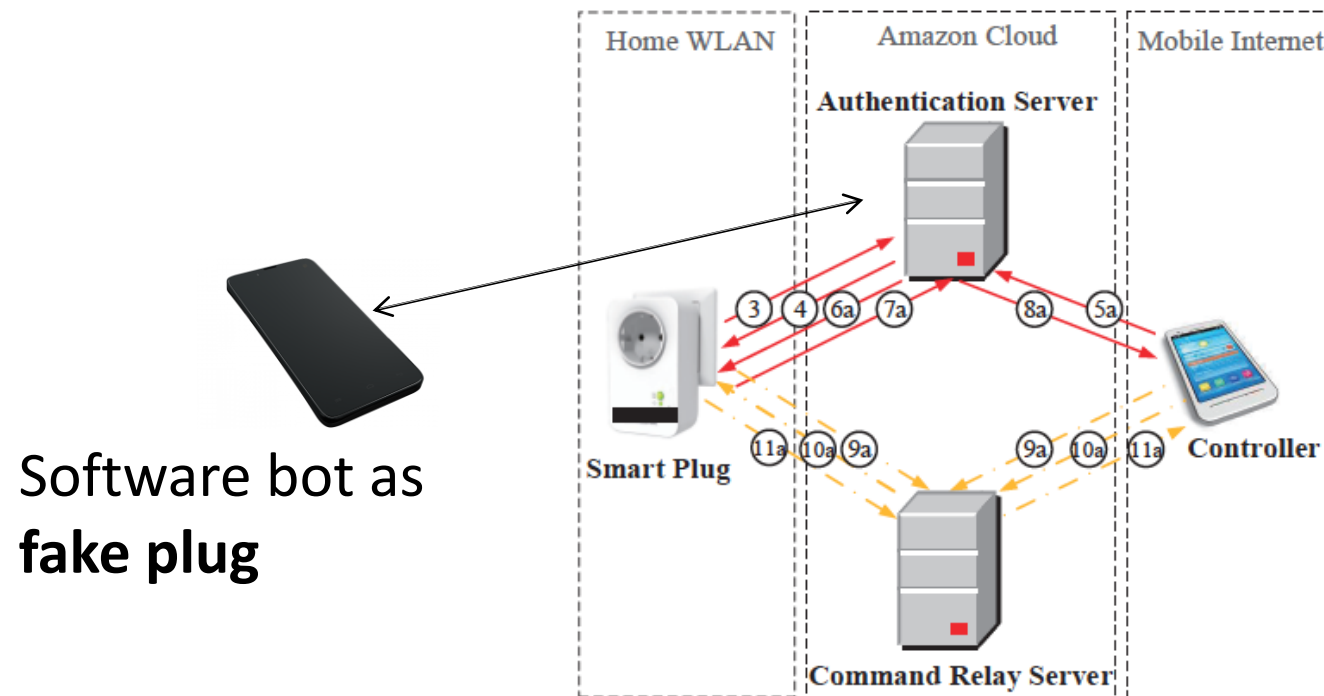 Home WLAN
Amazon Cloud
Mobile Internet
Authentication Server
3
4
6a
7a
8a
5a
Smart Plug
11a
10a
9a
9a
10a
11a
Controller
Command Relay Server
Software bot as
fake plug